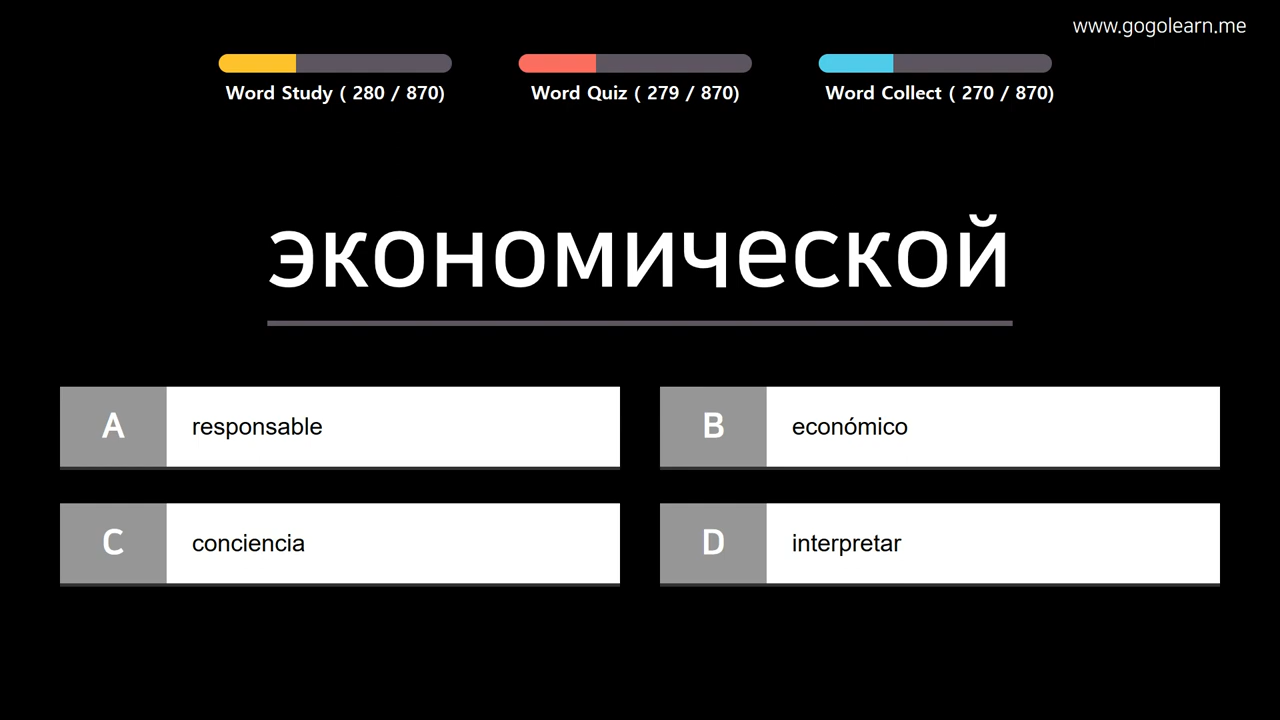 www.gogolearn.me
Word Study ( 280 / 870)
Word Quiz ( 279 / 870)
Word Collect ( 270 / 870)
экономической
A responsable
B económico
C conciencia
D interpretar